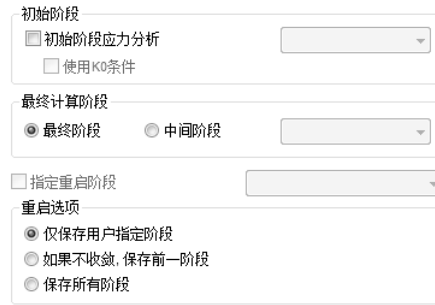 初始阶段
初始阶段应力分析
使用K0条件
最终计算阶段
最终阶段 中间阶段
指定重启阶段
重启选项
仅保存用户指定阶段
如果不收敛,保存前一阶段
保存所有阶段